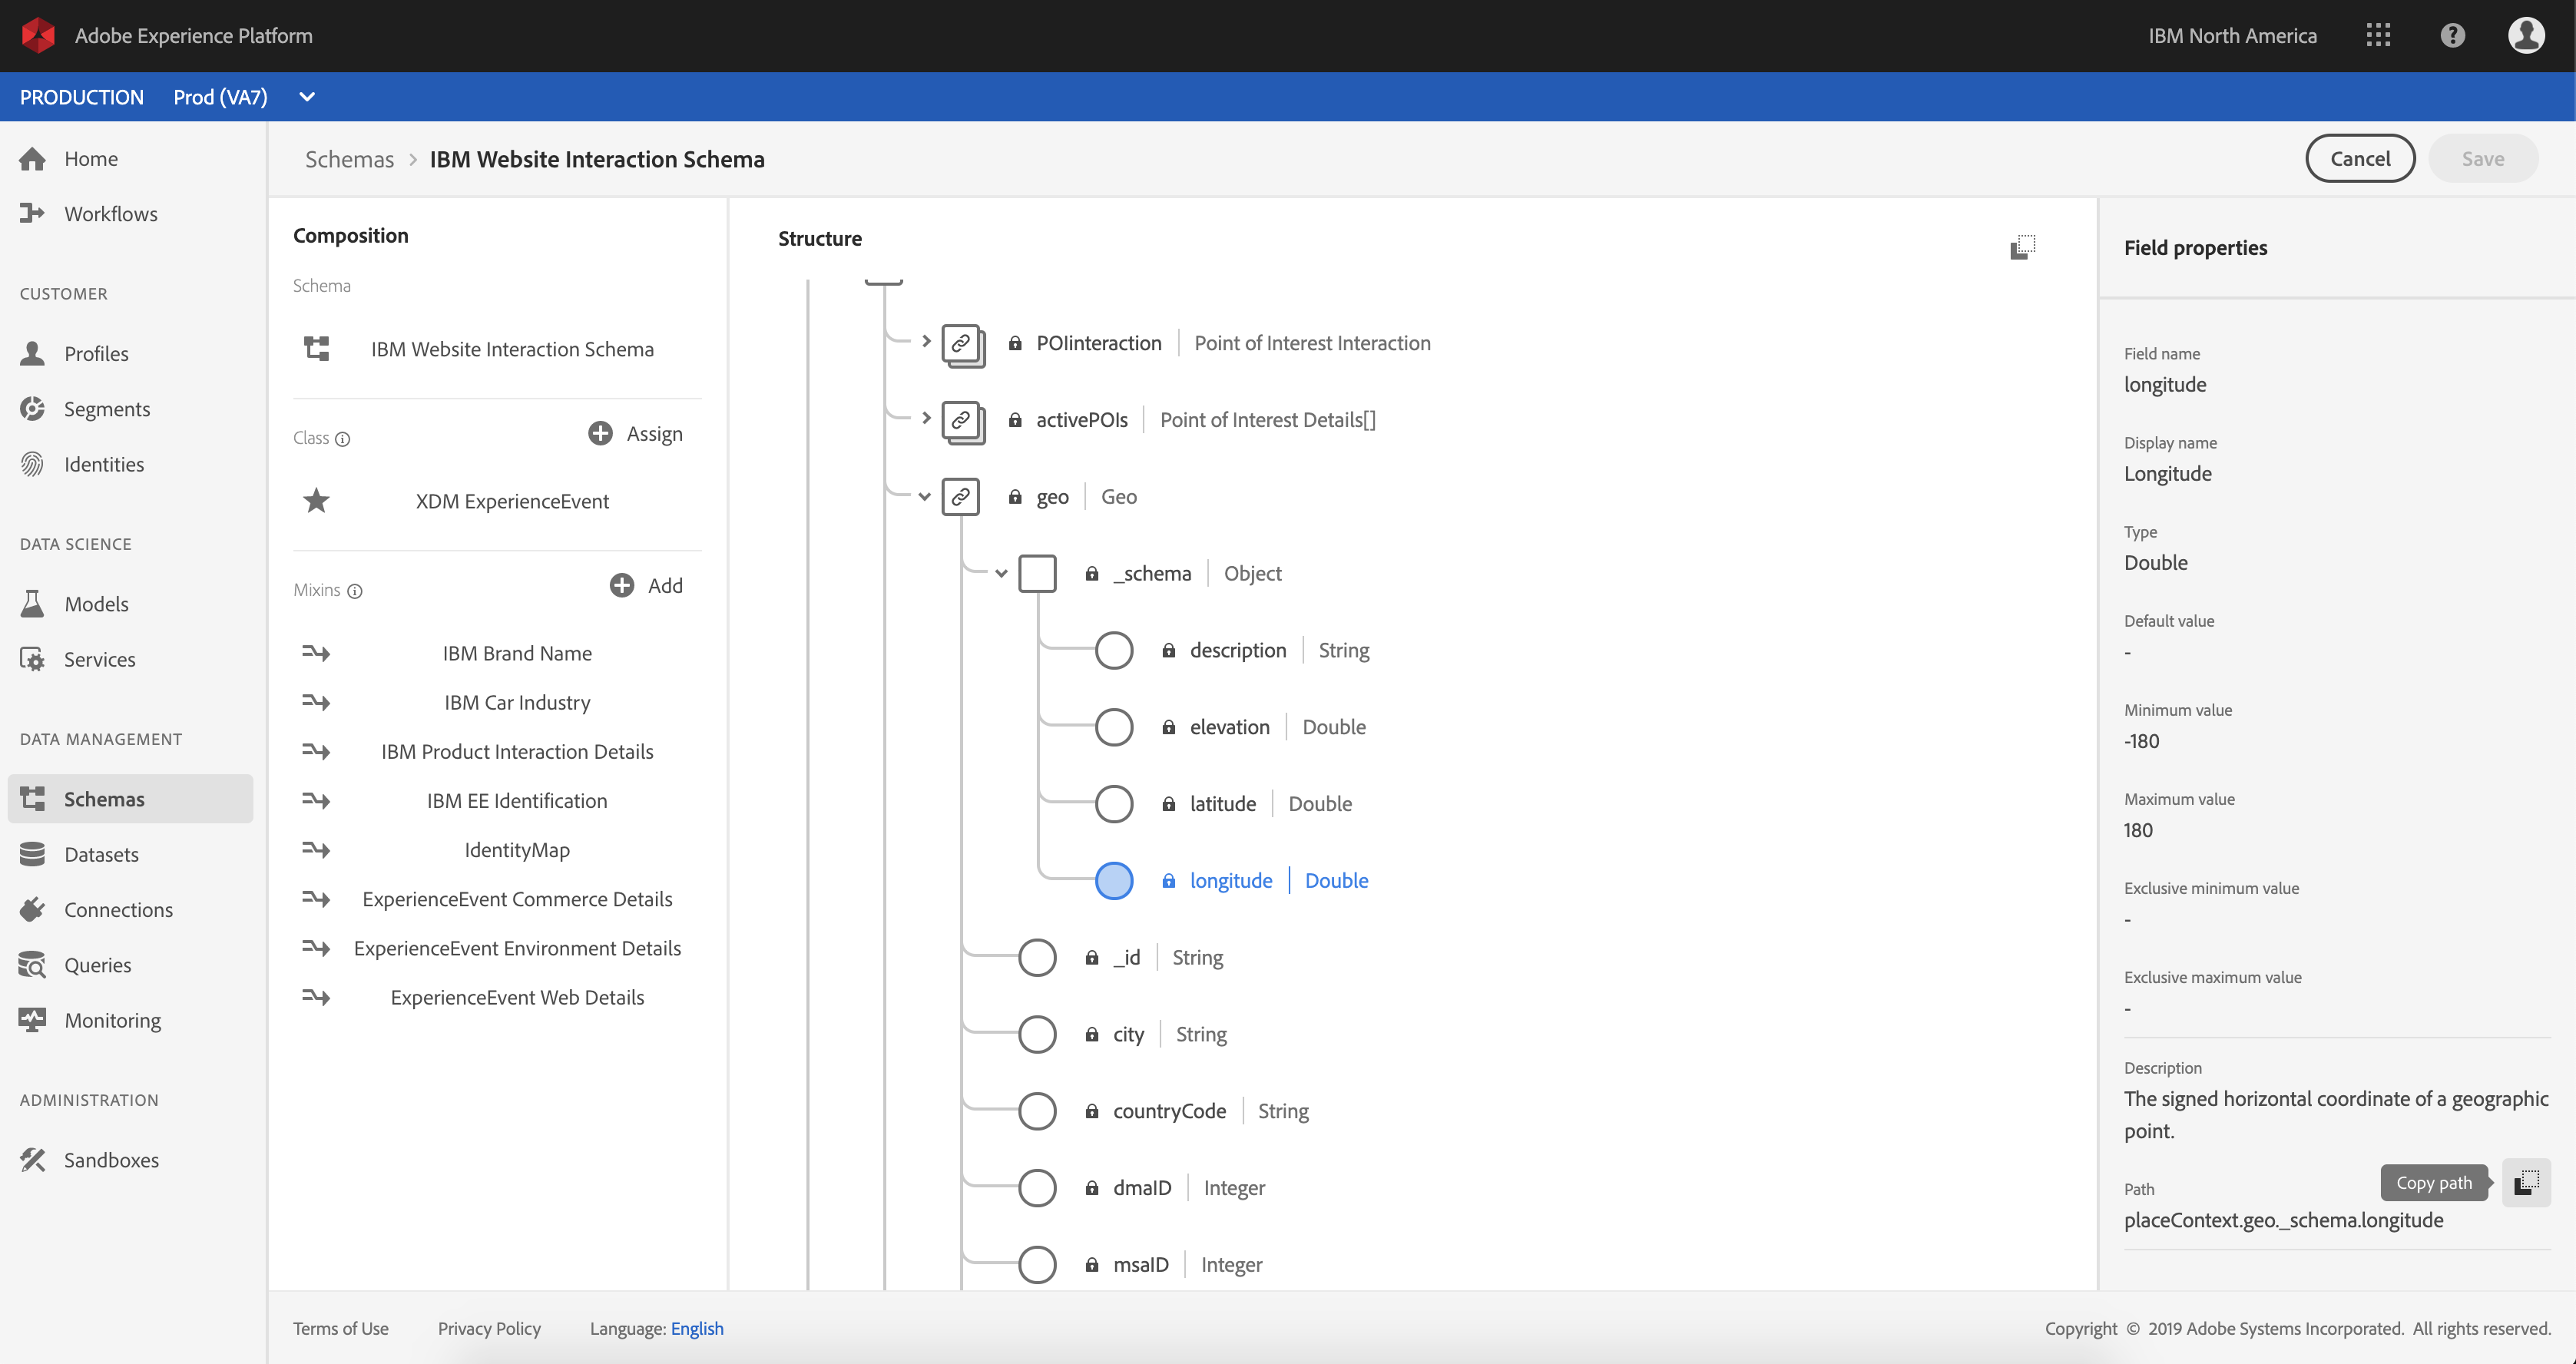 Adobe Experience Platform
IBM North America
PRODUCTION Prod (VA7)
Home
Workflows
CUSTOMER
Profiles
Segments
Identities
DATA SCIENCE
Models
Services
DATA MANAGEMENT
Schemas
Datasets
Connections
Queries
Monitoring
ADMINISTRATION
Sandboxes
Schemas > IBM Website Interaction Schema
Cancel
Save
Composition
Schema
IBM Website Interaction Schema
Class
Assign
XDM ExperienceEvent
Mixins
Add
IBM Brand Name
IBM Car Industry
IBM Product Interaction Details
IBM EE Identification
IdentityMap
ExperienceEvent Commerce Details
ExperienceEvent Environment Details
ExperienceEvent Web Details
Structure
POIinteraction | Point of Interest Interaction
activePOIs | Point of Interest Details[]
geo | Geo
_schema | Object
description | String
elevation | Double
latitude | Double
longitude | Double
_id | String
city | String
countryCode | String
dmaID | Integer
msaID | Integer
Field properties
Field name
longitude
Display name
Longitude
Type
Double
Default value
-
Minimum value
-180
Maximum value
180
Exclusive minimum value
-
Exclusive maximum value
-
Description
The signed horizontal coordinate of a geographic
point.
Path
Copy path
placeContext.geo._schema.longitude
Terms of Use
Privacy Policy
Language: English
Copyright © 2019 Adobe Systems Incorporated. All rights reserved.